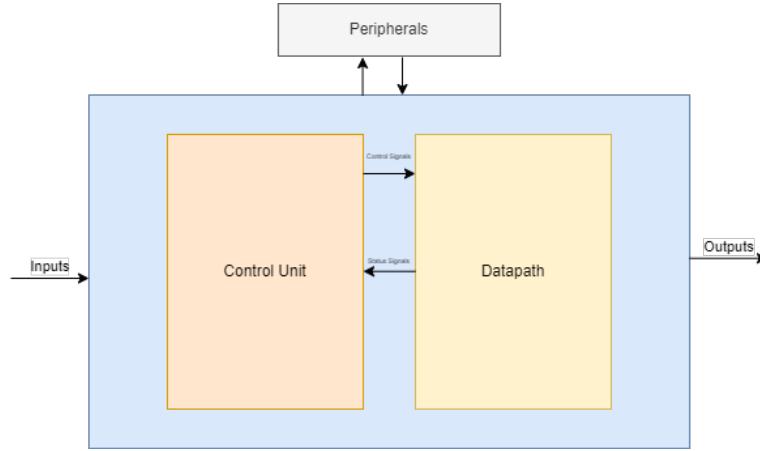 Peripherals
Control Signals
Inputs
Control Unit
Status Signals
Datapath
Outputs